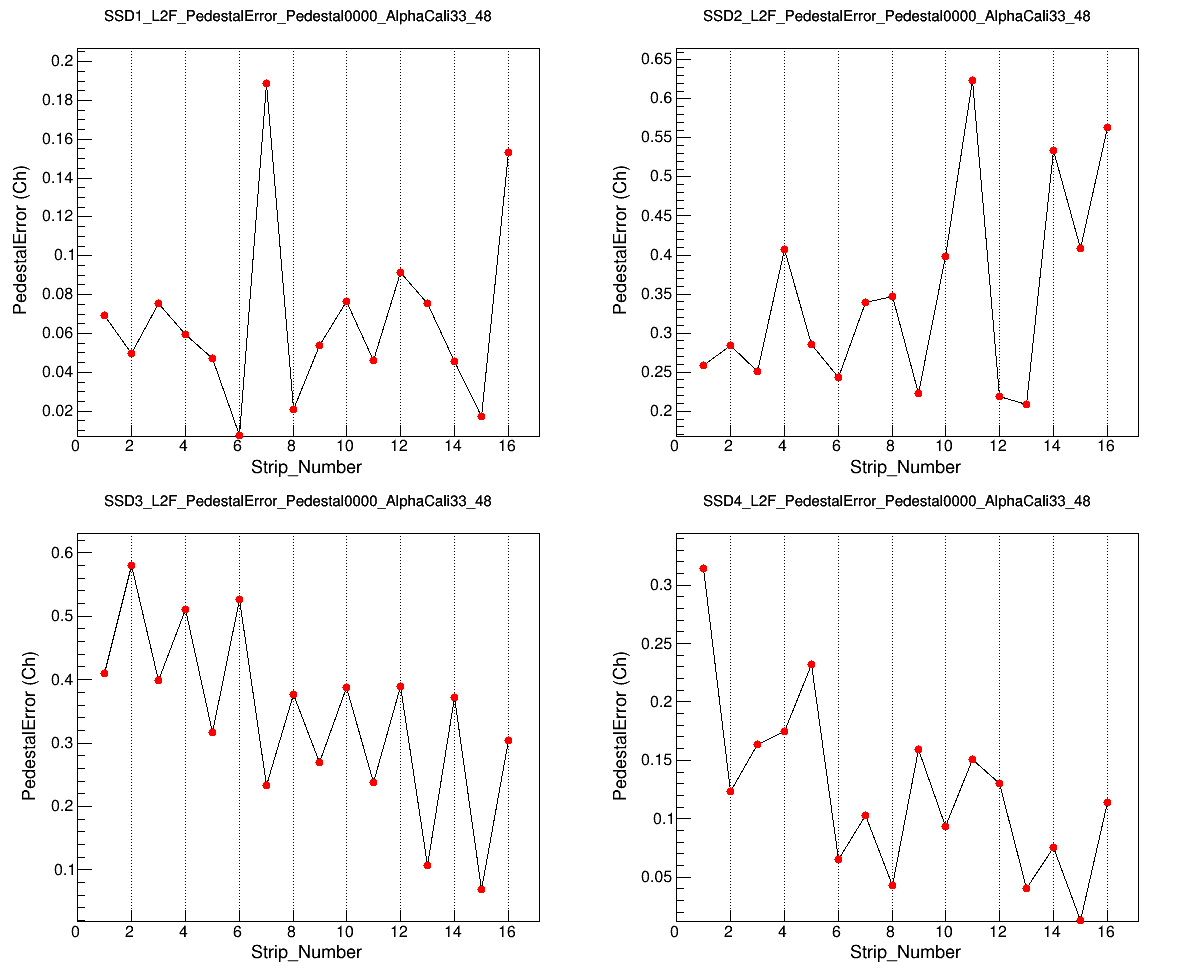 SSD1_L2F_PedestalError_Pedestal0000_AlphaCali33_48
PedestalError (Ch)
0.2
0.18
0.16
0.14
0.12
0.1
0.08
0.06
0.04
0.02
0 2 4 6 8 10 12 14 16
Strip_Number
SSD2_L2F_PedestalError_Pedestal0000_AlphaCali33_48
PedestalError (Ch)
0.65
0.6
0.55
0.5
0.45
0.4
0.35
0.3
0.25
0.2
0 2 4 6 8 10 12 14 16
Strip_Number
SSD3_L2F_PedestalError_Pedestal0000_AlphaCali33_48
PedestalError (Ch)
0.6
0.5
0.4
0.3
0.2
0.1
0 2 4 6 8 10 12 14 16
Strip_Number
SSD4_L2F_PedestalError_Pedestal0000_AlphaCali33_48
PedestalError (Ch)
0.3
0.25
0.2
0.15
0.1
0.05
0 2 4 6 8 10 12 14 16
Strip_Number